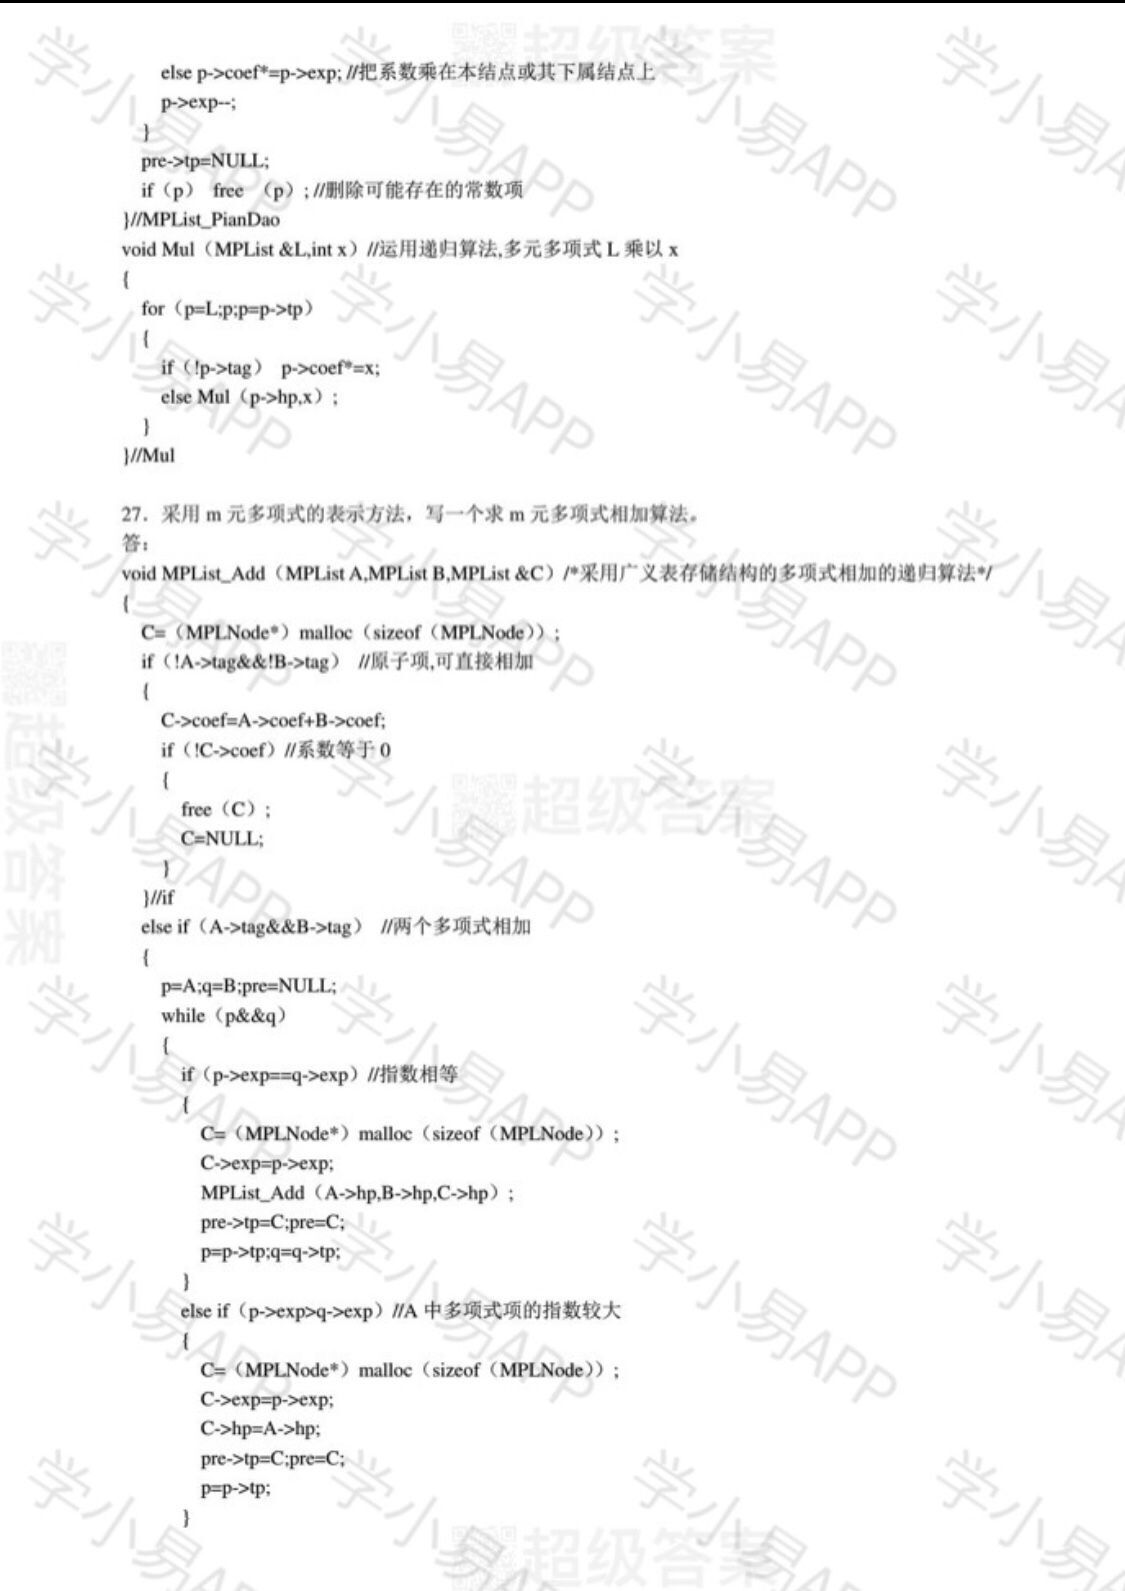 else p->coef*=p->exp; //把系数乘在本结点或其下属结点上
p->exp--;
}
pre->tp=NULL;
if（p） free （p）; //删除可能存在的常数项
}//MPList_PianDao
void Mul（MPList &L,int x）//运用递归算法,多元多项式 L 乘以 x
{
for（p=L;p;p=p->tp）
{
if（!p->tag） p->coef*=x;
else Mul（p->hp,x）;
}
}//Mul
27．采用 m 元多项式的表示方法，写一个求 m 元多项式相加算法。
答：
void MPList_Add（MPList A,MPList B,MPList &C）/*采用广义表存储结构的多项式相加的递归算法*/
{
C=（MPLNode*）malloc（sizeof（MPLNode））;
if（!A->tag&&!B->tag） //原子项,可直接相加
{
C->coef=A->coef+B->coef;
if（!C->coef）//系数等于 0
{
free（C）;
C=NULL;
}
}//if
else if（A->tag&&B->tag） //两个多项式相加
{
p=A;q=B;pre=NULL;
while（p&&q）
{
if（p->exp==q->exp）//指数相等
{
C=（MPLNode*）malloc（sizeof（MPLNode））;
C->exp=p->exp;
MPList_Add（A->hp,B->hp,C->hp）;
pre->tp=C;pre=C;
p=p->tp;q=q->tp;
}
else if（p->exp>q->exp）//A 中多项式项的指数较大
{
C=（MPLNode*）malloc（sizeof（MPLNode））;
C->exp=p->exp;
C->hp=A->hp;
pre->tp=C;pre=C;
p=p->tp;
}
学小易APP
超级答案